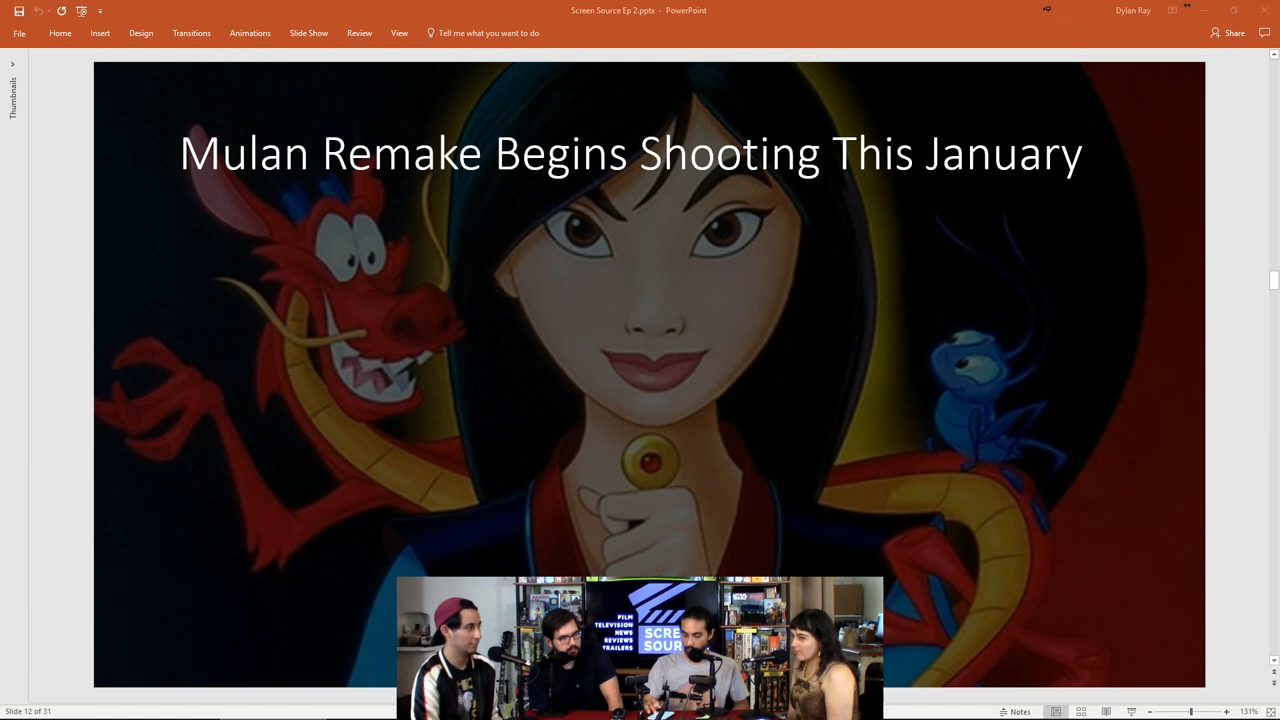 Screen Source Ep 2.pptx - PowerPoint
Dylan Ray
File Home Insert Design Transitions Animations Slide Show Review View Tell me what you want to do
Share
Thumbnails
Mulan Remake Begins Shooting This January
FILM
TELEVISION
NEWS
REVIEWS
TRAILERS
SCRE
SOUR
Slide 12 of 31
Notes
131%